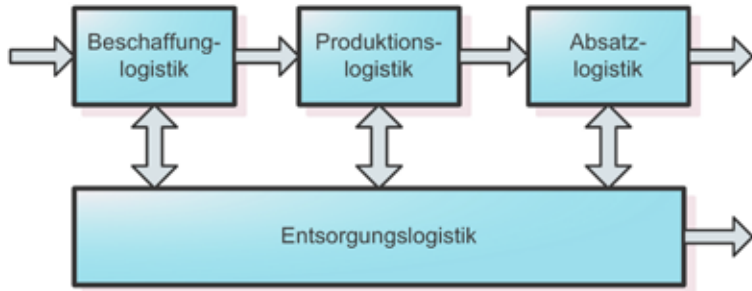 Beschaffung-
logistik
Produktions-
logistik
Absatz-
logistik
Entsorgungslogistik